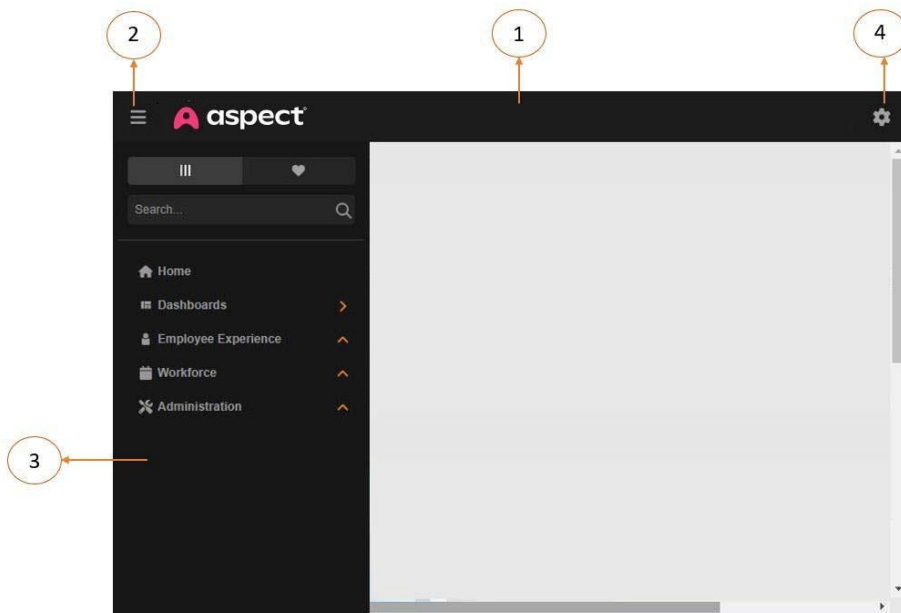 2
1
4
aspect
Search...
Home
Dashboards
Employee Experience
Workforce
Administration
3